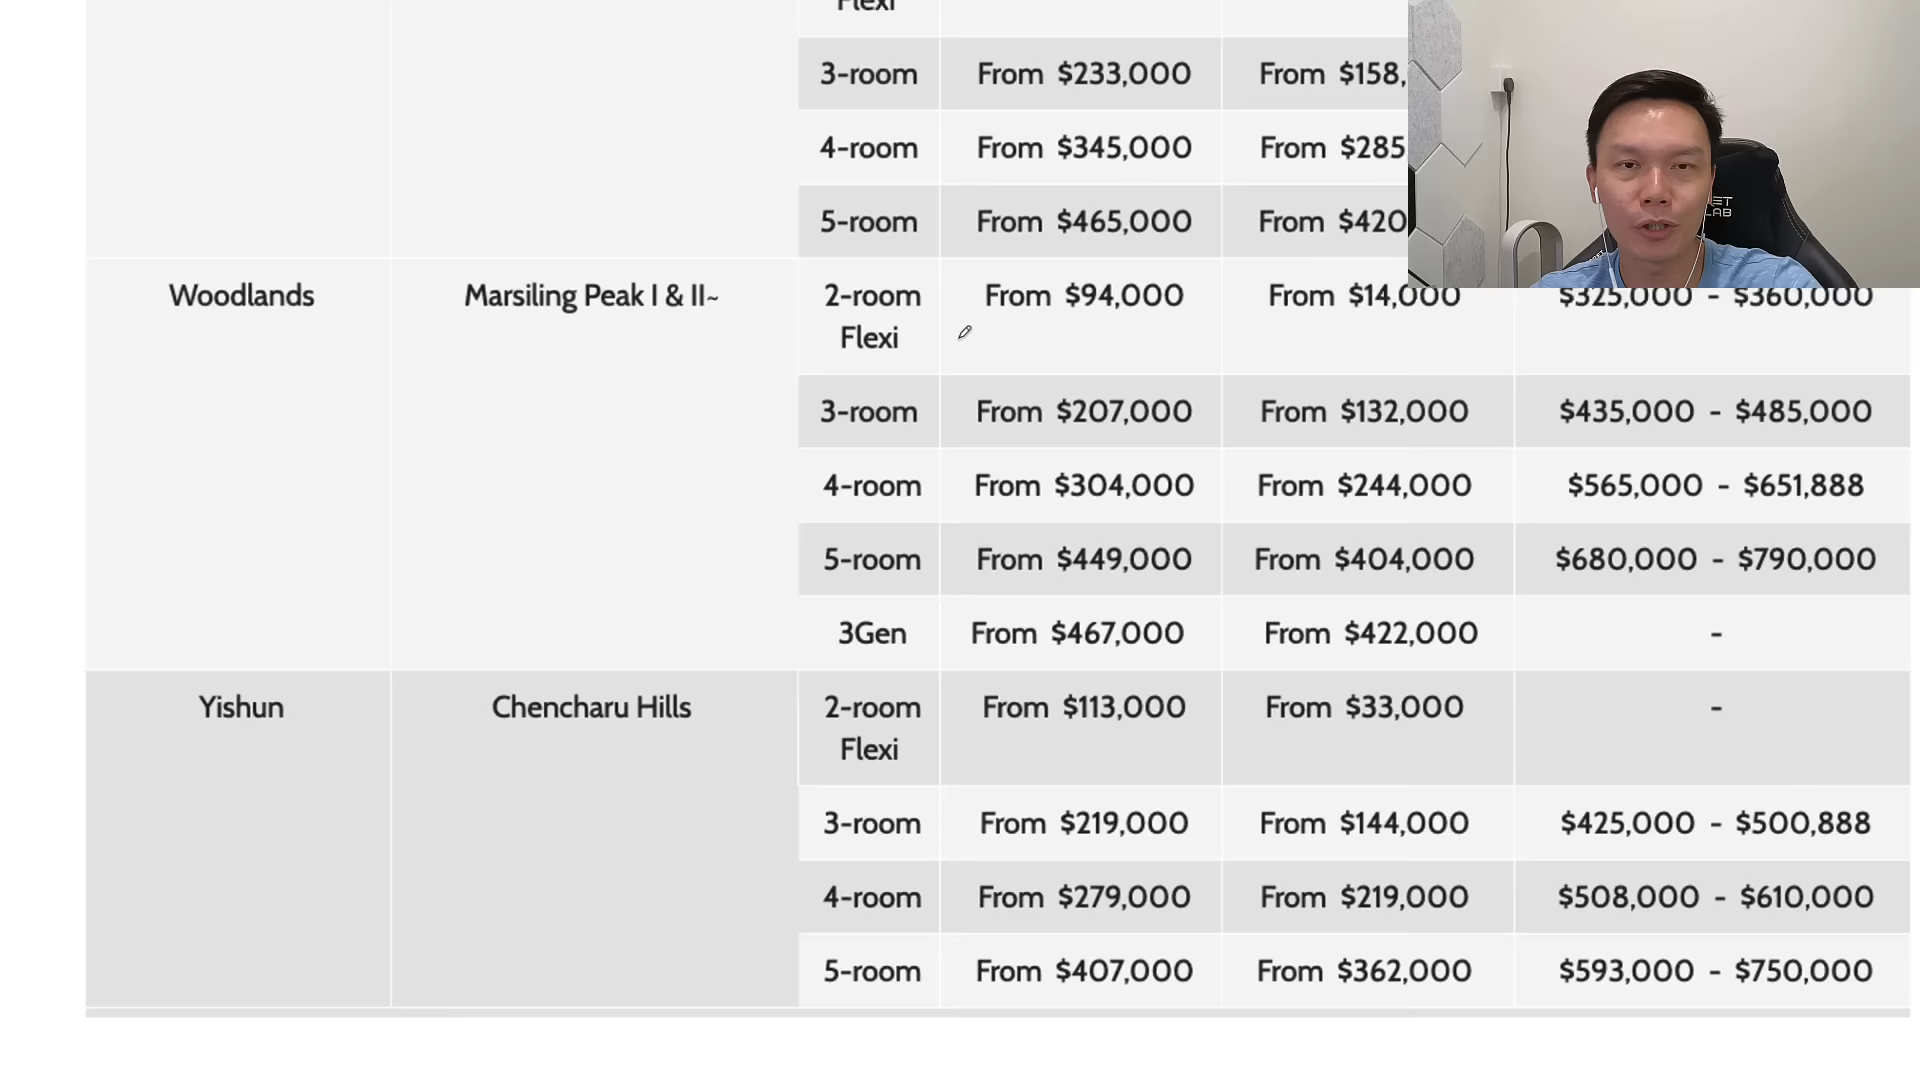 Flexi
3-room From $233,000 From $158,
4-room From $345,000 From $285
5-room From $465,000 From $420
Woodlands Marsiling Peak I & II~ 2-room From $94,000 From $14,000 $325,000 - $360,000
Flexi
3-room From $207,000 From $132,000 $435,000 - $485,000
4-room From $304,000 From $244,000 $565,000 - $651,888
5-room From $449,000 From $404,000 $680,000 - $790,000
3Gen From $467,000 From $422,000 -
Yishun Chencharu Hills 2-room From $113,000 From $33,000 -
Flexi
3-room From $219,000 From $144,000 $425,000 - $500,888
4-room From $279,000 From $219,000 $508,000 - $610,000
5-room From $407,000 From $362,000 $593,000 - $750,000